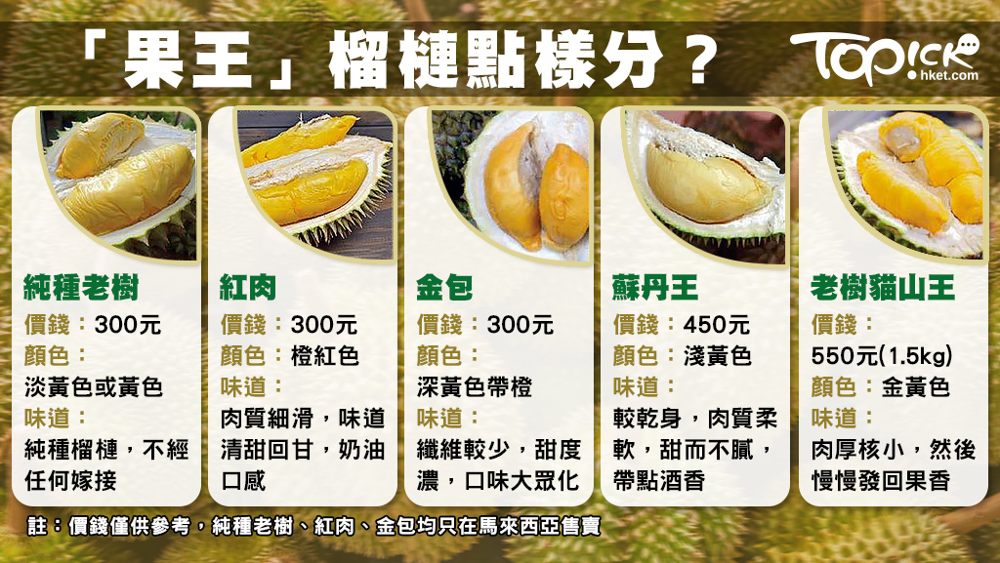 「果王」榴槤點樣分？
TOPick
hket.com
純種老樹
價錢：300元
顏色：
淡黃色或黃色
味道：
純種榴槤，不經
任何嫁接
紅肉
價錢：300元
顏色：橙紅色
味道：
肉質細滑，味道
清甜回甘，奶油
口感
金包
價錢：300元
顏色：
深黃色帶橙
味道：
纖維較少，甜度
濃，口味大眾化
蘇丹王
價錢：450元
顏色：淺黃色
味道：
較乾身，肉質柔
軟，甜而不膩，
帶點酒香
老樹貓山王
價錢：
550元(1.5kg)
顏色：金黃色
味道：
肉厚核小，然後
慢慢發回果香
註：價錢僅供參考，純種老樹、紅肉、金包均只在馬來西亞售賣